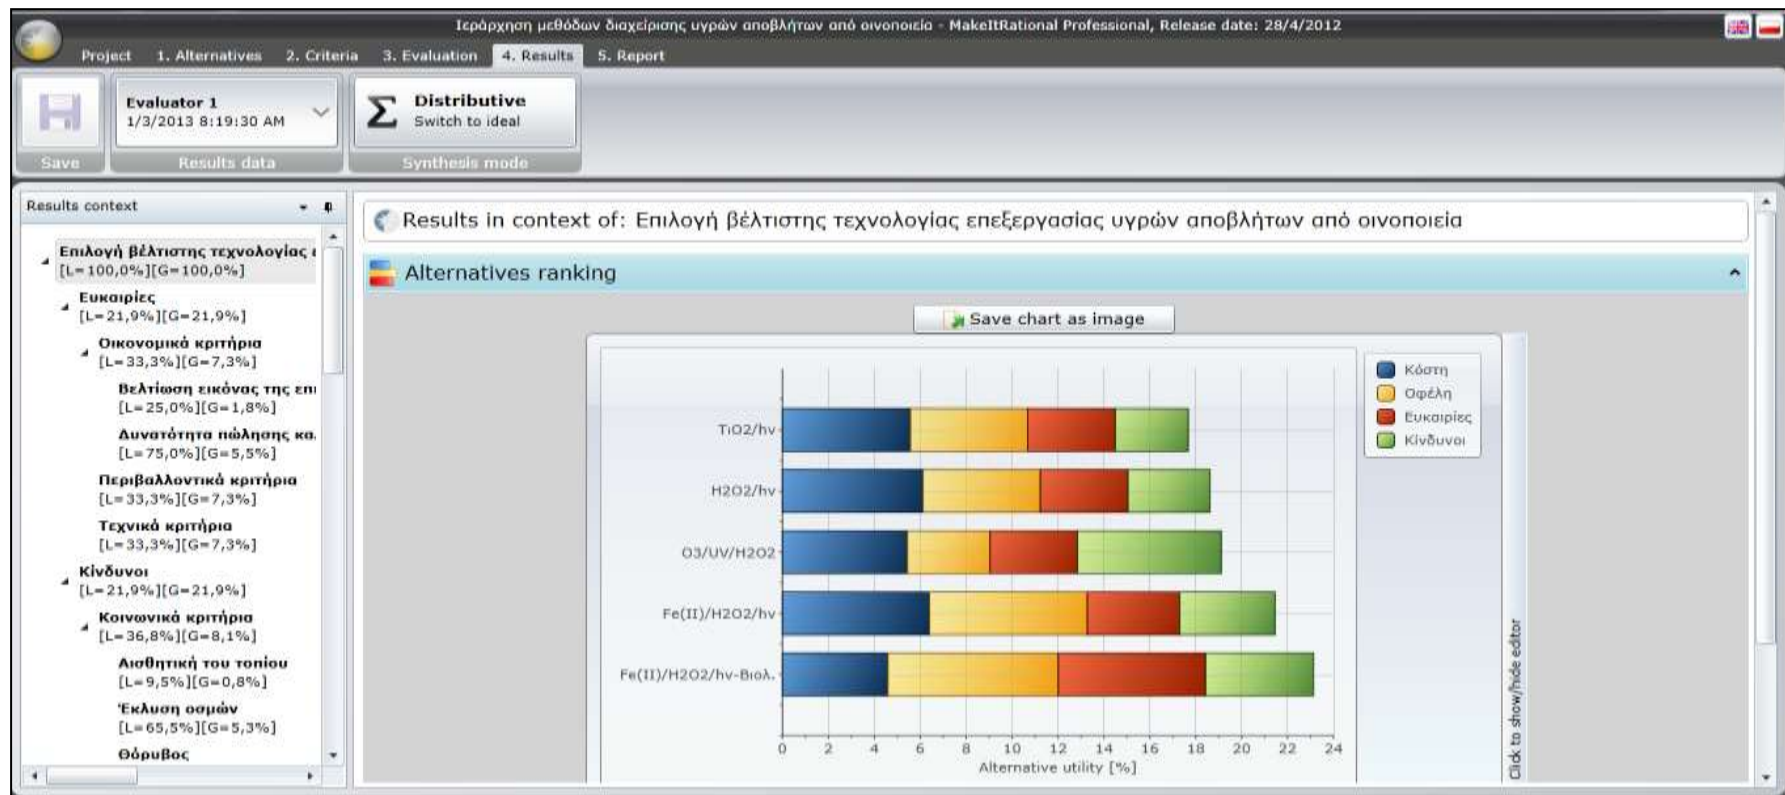 Ιεράρχηση μεθόδων διαχείρισης υγρών αποβλήτων από οινοποιεία - MakeItRational Professional, Release date: 28/4/2012
Project 1. Alternatives 2. Criteria 3. Evaluation 4. Results 5. Report
Evaluator 1
1/3/2013 8:19:30 AM
Σ Distributive
Switch to ideal
Save
Results data
Synthesis mode
Results context
Επιλογή βέλτιστης τεχνολογίας ε
[L=100,0%][G=100,0%]
Ευκαιρίες
[L=21,9%][G=21,9%]
Οικονομικά κριτήρια
[L=33,3%][G=7,3%]
Βελτίωση εικόνας της επι
[L=25,0%][G=1,8%]
Δυνατότητα πώλησης κα.
[L=75,0%][G=5,5%]
Περιβαλλοντικά κριτήρια
[L=33,3%][G=7,3%]
Τεχνικά κριτήρια
[L=33,3%][G=7,3%]
Κίνδυνοι
[L=21,9%][G=21,9%]
Κοινωνικά κριτήρια
[L=36,8%][G=8,1%]
Αισθητική του τοπίου
[L=9,5%][G=0,8%]
Έκλυση οσμών
[L=65,5%][G=5,3%]
Θόρυβος
Results in context of: Επιλογή βέλτιστης τεχνολογίας επεξεργασίας υγρών αποβλήτων από οινοποιεία
Alternatives ranking
Save chart as image
TiO2/hv
H2O2/hv
O3/UV/H2O2
Fe(II)/H2O2/hv
Fe(II)/H2O2/hv-Βιολ.
0 2 4 6 8 10 12 14 16 18 20 22 24
Alternative utility [%]
Κόστη
Οφέλη
Ευκαιρίες
Κίνδυνοι
Click to show/hide editor